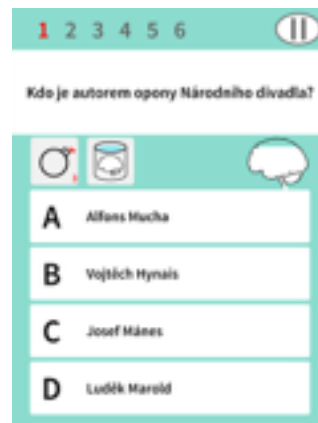 1 2 3 4 5 6
Kdo je autorem opony Národního divadla?
A Alfons Mucha
B Vojtěch Hynais
C Josef Mánes
D Luděk Marold